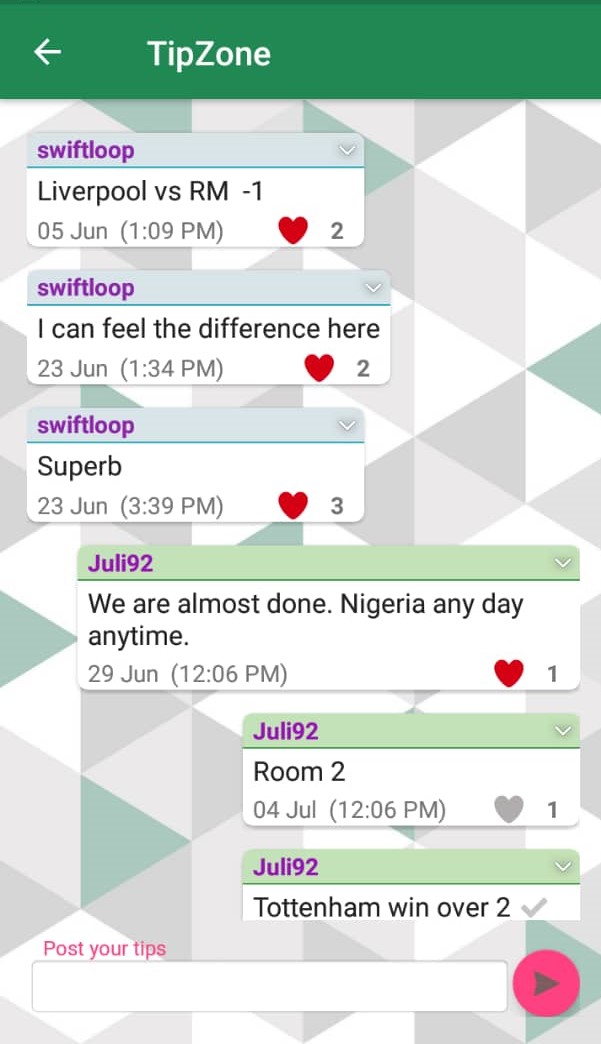 TipZone
swiftloop
Liverpool vs RM -1
05 Jun (1:09 PM) 2
swiftloop
I can feel the difference here
23 Jun (1:34 PM) 2
swiftloop
Superb
23 Jun (3:39 PM) 3
Juli92
We are almost done. Nigeria any day
anytime.
29 Jun (12:06 PM) 1
Juli92
Room 2
04 Jul (12:06 PM) 1
Juli92
Tottenham win over 2
Post your tips